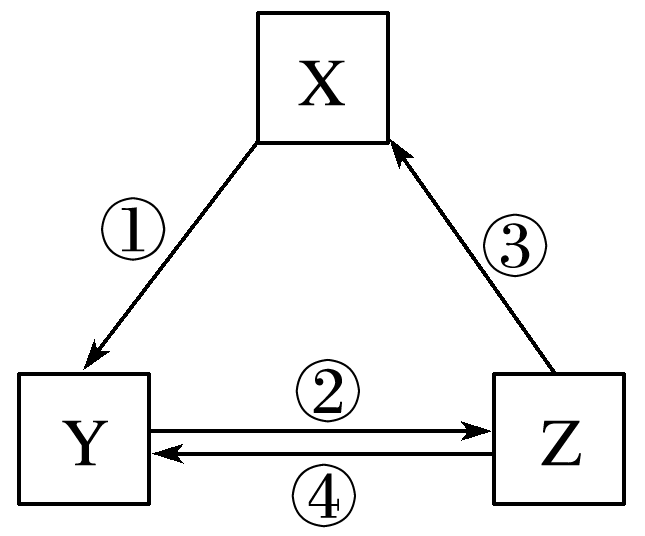 X
①
③
②
Y
Z
④